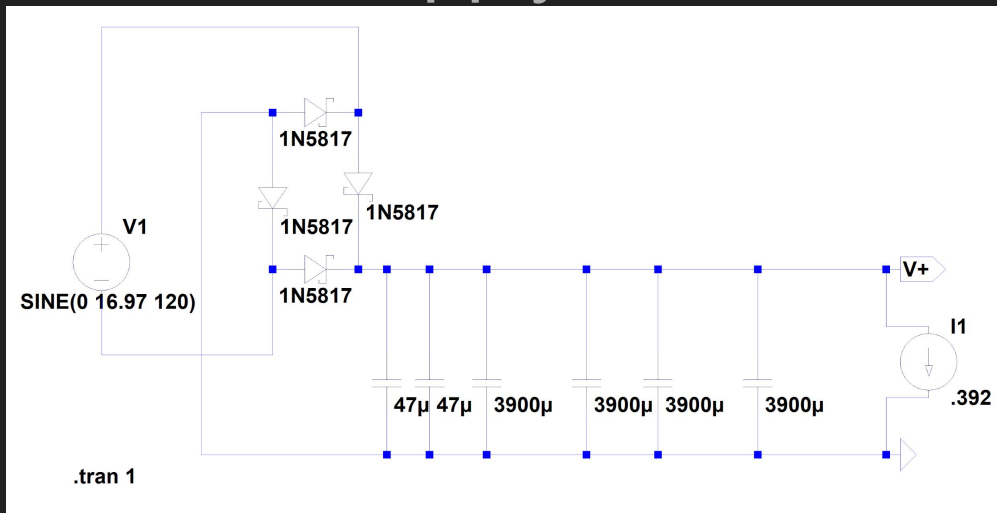 1N5817
1N5817
V1
1N5817
SINE(0 16.97 120)
1N5817
V+
I1
47µ 47µ 3900µ 3900µ 3900µ 3900µ .392
.tran 1